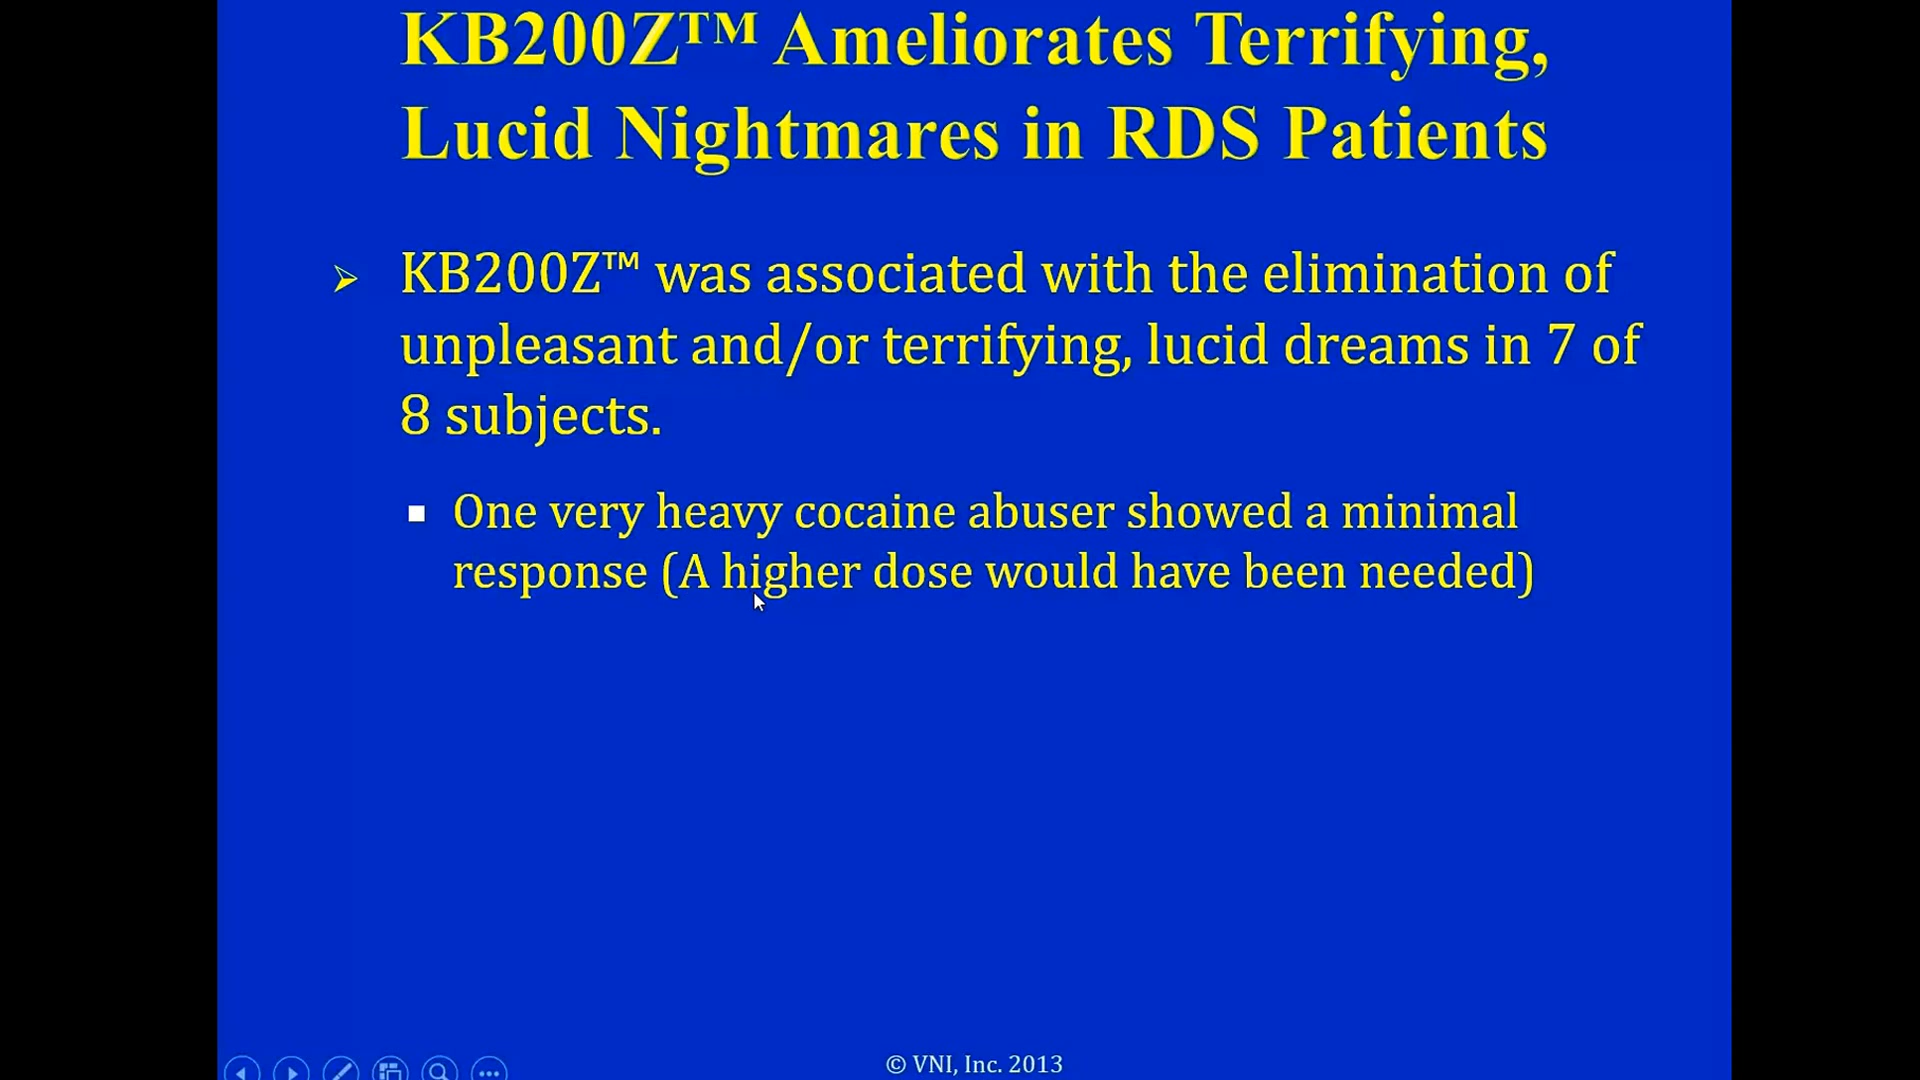 KB200Z™ Ameliorates Terrifying,
Lucid Nightmares in RDS Patients
➢ KB200Z™ was associated with the elimination of
unpleasant and/or terrifying, lucid dreams in 7 of
8 subjects.
▪ One very heavy cocaine abuser showed a minimal
response (A higher dose would have been needed)
© VNI, Inc. 2013